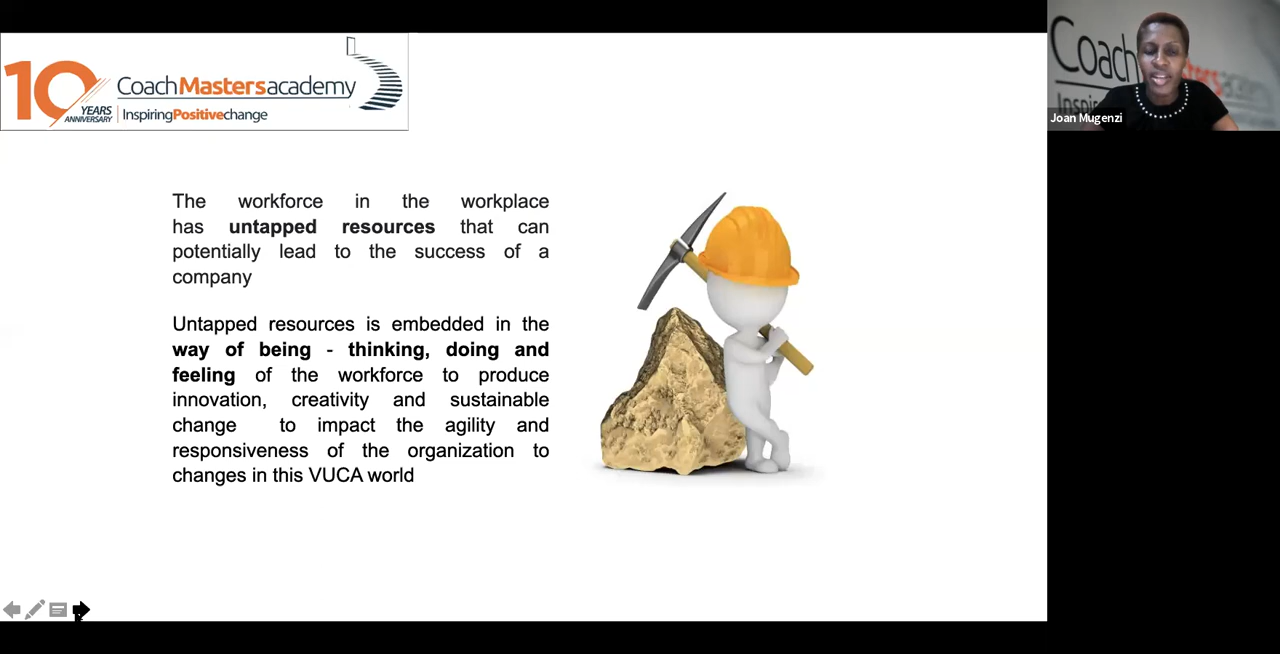 10 YEARS ANNIVERSARY
CoachMastersacademy
InspiringPositivechange
The workforce in the workplace
has untapped resources that can
potentially lead to the success of a
company
Untapped resources is embedded in the
way of being - thinking, doing and
feeling of the workforce to produce
innovation, creativity and sustainable
change to impact the agility and
responsiveness of the organization to
changes in this VUCA world
Coach
Joan Mugenzi